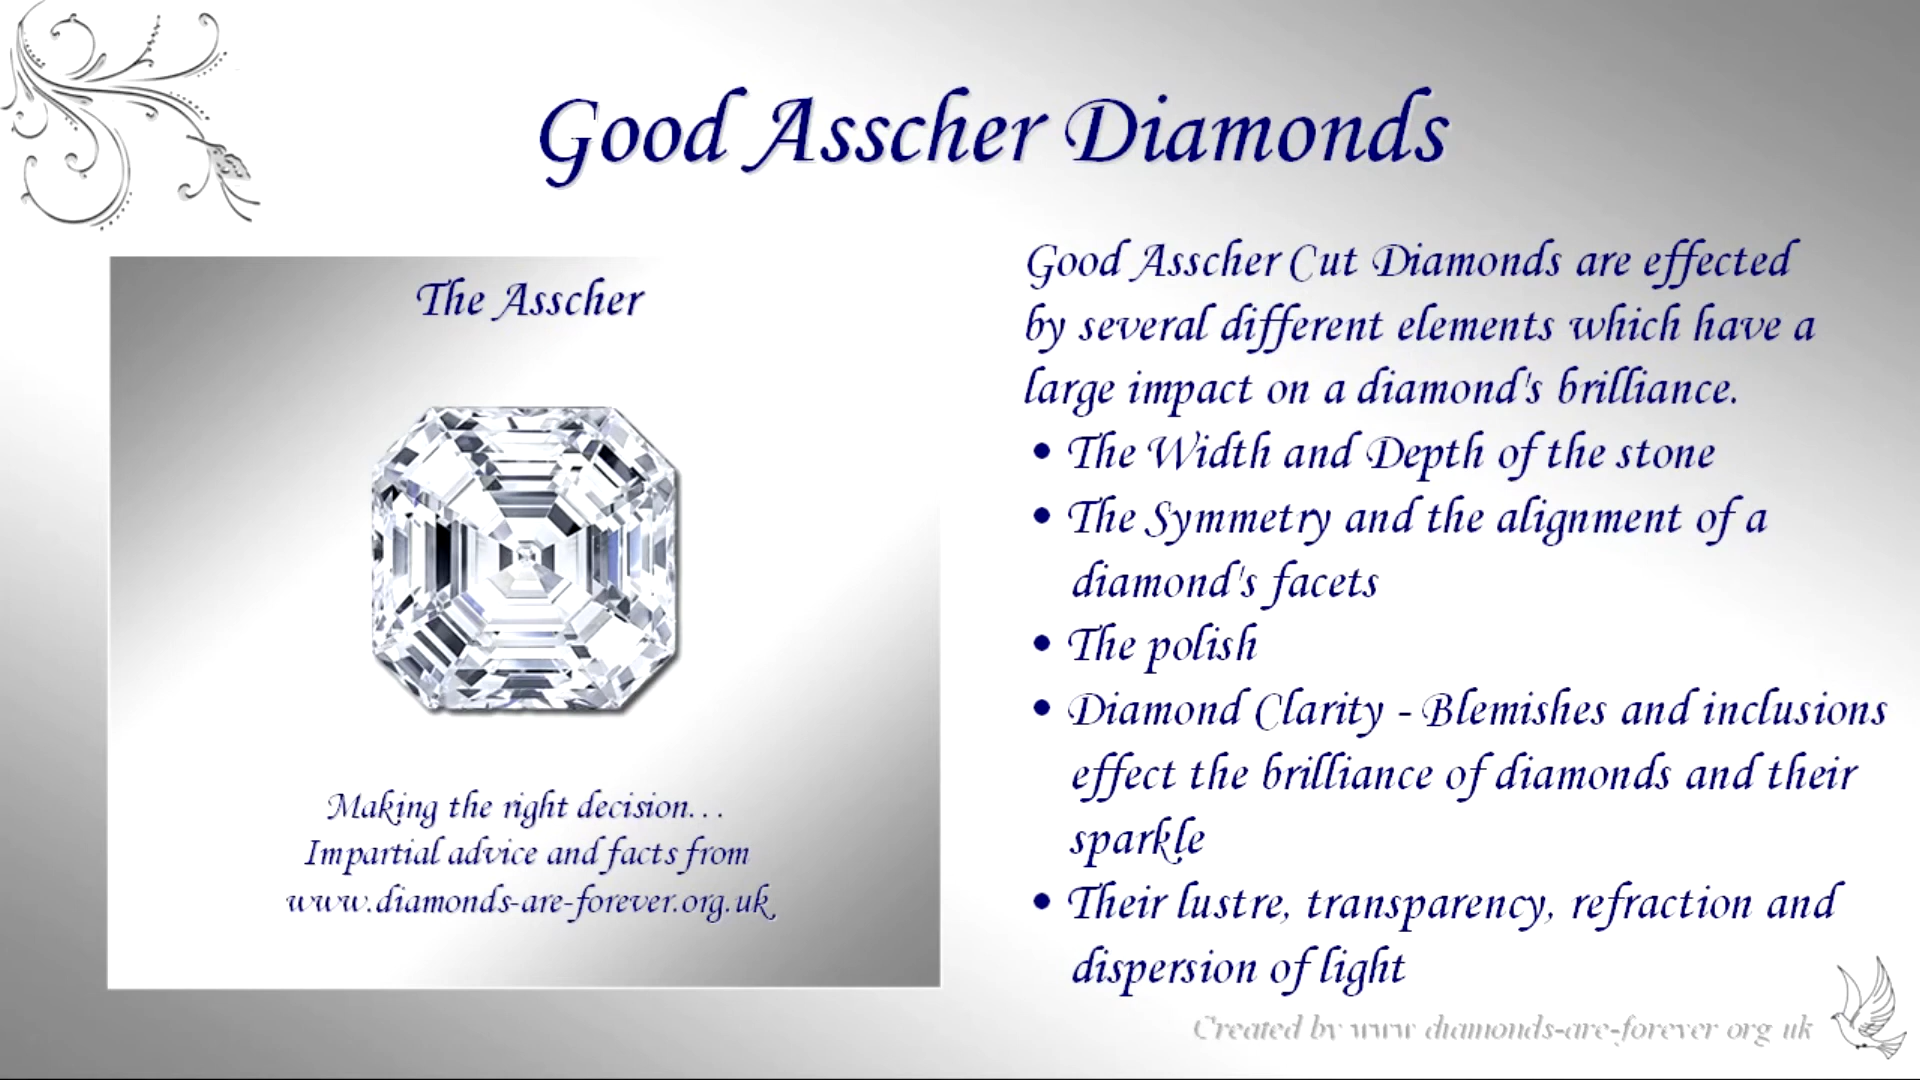 Good Asscher Diamonds
The Asscher
Making the right decision...
Impartial advice and facts from
www.diamonds-are-forever.org.uk
Good Asscher Cut Diamonds are effected
by several different elements which have a
large impact on a diamond's brilliance.
• The Width and Depth of the stone
• The Symmetry and the alignment of a
diamond's facets
• The polish
• Diamond Clarity - Blemishes and inclusions
effect the brilliance of diamonds and their
sparkle
• Their lustre, transparency, refraction and
dispersion of light
Created by www diamonds-are-forever org uk